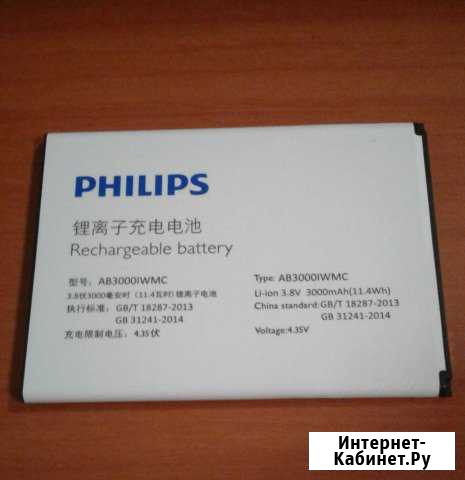 PHILIPS
锂离子充电电池
Rechargeable battery
型号: AB3000IWMC
3.8伏3000毫安时 (11.4瓦时) 锂离子电池
执行标准: GB/T 18287-2013
GB 31241-2014
充电限制电压: 4.35 伏
Type: AB3000IWMC
Li-ion 3.8V 3000mAh(11.4Wh)
China standard: GB/T 18287-2013
GB 31241-2014
Voltage:4.35V
Интернет-
Кабинет.Ру